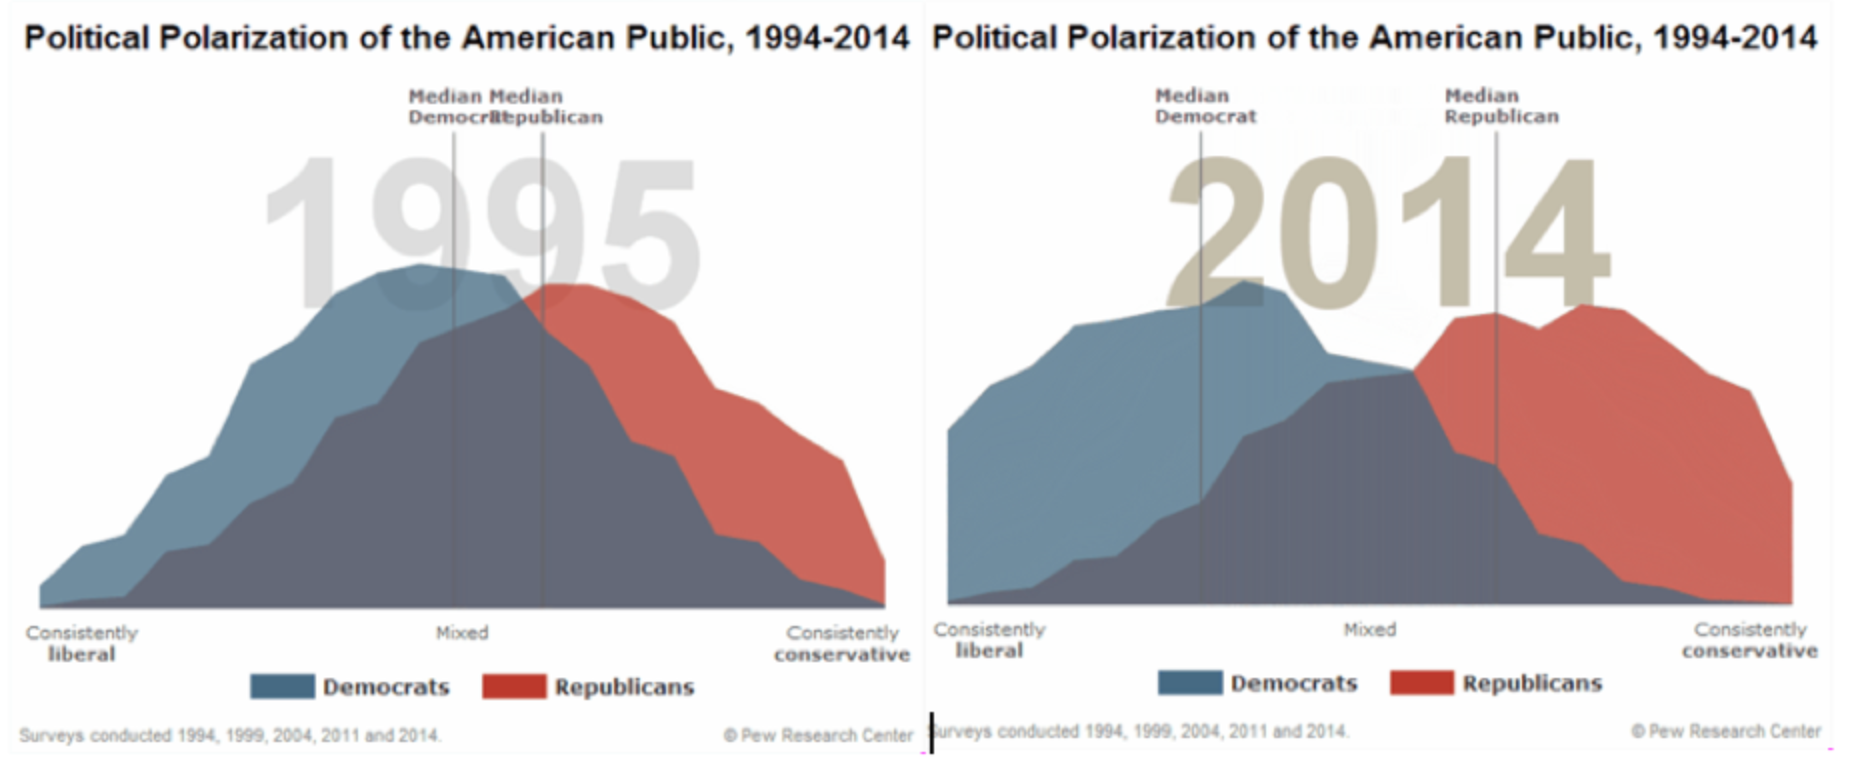 Political Polarization of the American Public, 1994-2014
Median Median
Democrat Republican
1995
Consistently
liberal
Mixed
Consistently
conservative
Democrats
Republicans
Surveys conducted 1994, 1999, 2004, 2011 and 2014.
© Pew Research Center
Political Polarization of the American Public, 1994-2014
Median
Democrat
Median
Republican
2014
Consistently
liberal
Mixed
Consistently
conservative
Democrats
Republicans
Surveys conducted 1994, 1999, 2004, 2011 and 2014.
© Pew Research Center